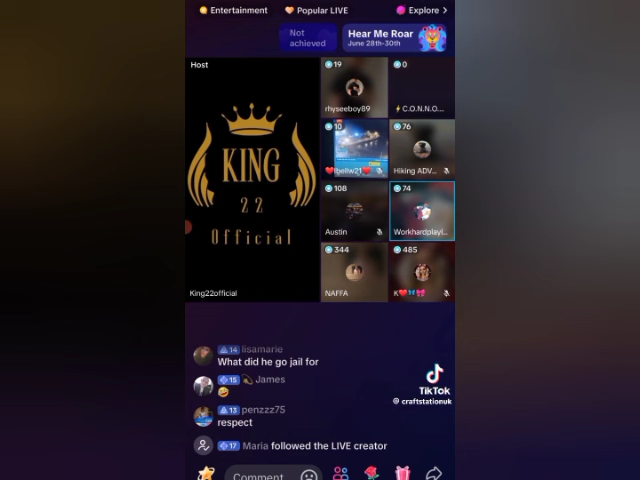 Entertainment
Popular LIVE
Explore >
Not
achieved
Hear Me Roar
June 28th-30th
Host
KING
22
Official
King22official
19
rhyseeboy89
0
⚡C.O.N.N.O...
10
76
Hiking ADV...
108
Austin
74
Workhardplayl...
344
NAFFA
485
K❤️🦋🎀
14 lisamarie
What did he go jail for
15 💫 James
🤣
13 penzzz75
respect
17 Maria followed the LIVE creator
TikTok
craftstationuk
Comment